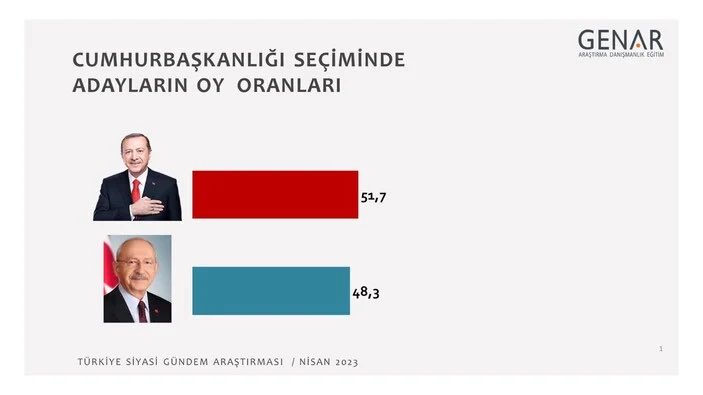 GENAR
ARAŞTIRMA DANIŞMANLIK EĞİTİM
CUMHURBAŞKANLIĞI SEÇİMİNDE
ADAYLARIN OY ORANLARI
51,7
48,3
1
TÜRKİYE SİYASİ GÜNDEM ARAŞTIRMASI / NİSAN 2023